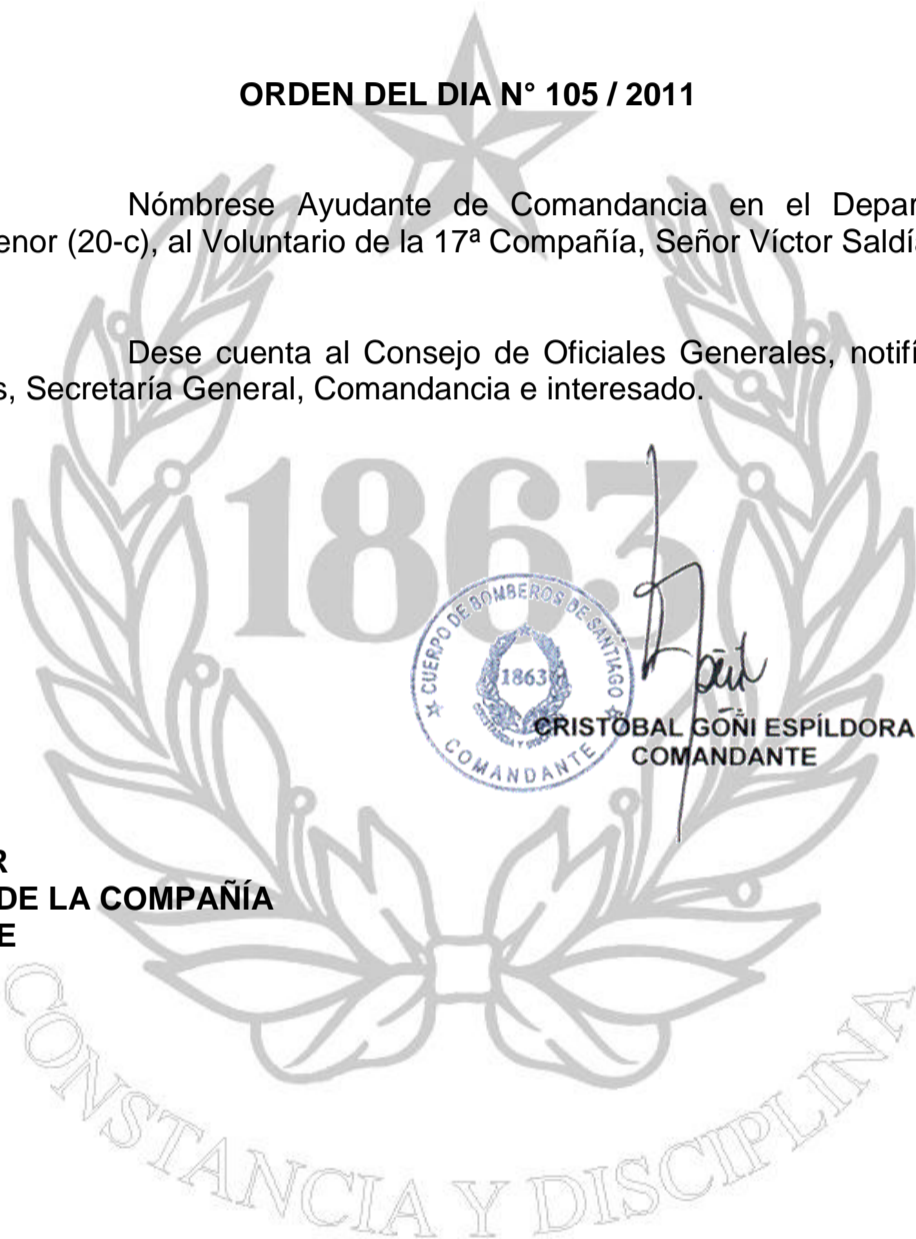 ORDEN DEL DIA N° 105 / 2011
Nómbrese Ayudante de Comandancia en el Depar
enor (20-c), al Voluntario de la 17ª Compañía, Señor Víctor Saldía
Dese cuenta al Consejo de Oficiales Generales, notifí
s, Secretaría General, Comandancia e interesado.
1863
CUERPO DE BOMBEROS DE SANTIAGO
1863
COMANDANTE
CRISTÓBAL GOÑI ESPÍLDORA
COMANDANTE
R
DE LA COMPAÑÍA
E
CONSTANCIA Y DISCIPLINA